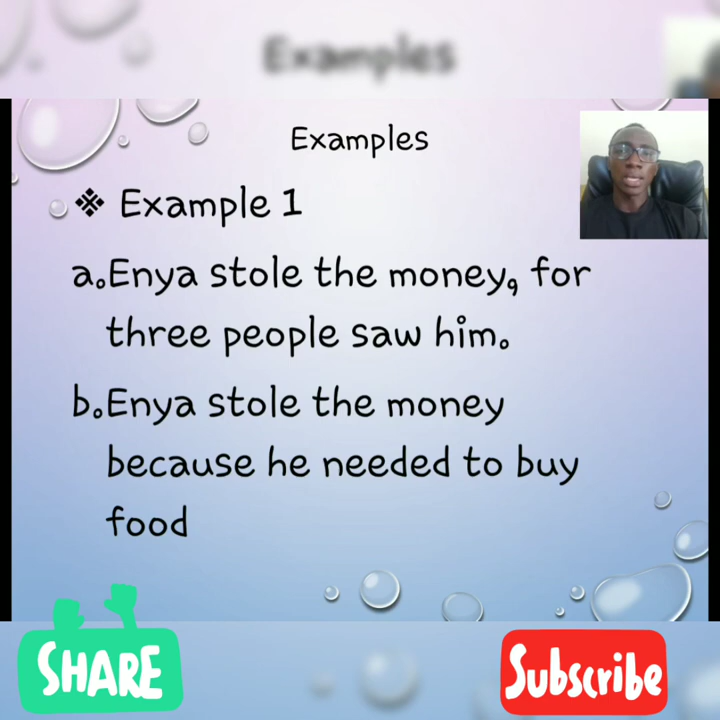 Examples
Examples
❖ Example 1
a.Enya stole the money, for
three people saw him.
b.Enya stole the money
because he needed to buy
food
SHARE
Subscribe